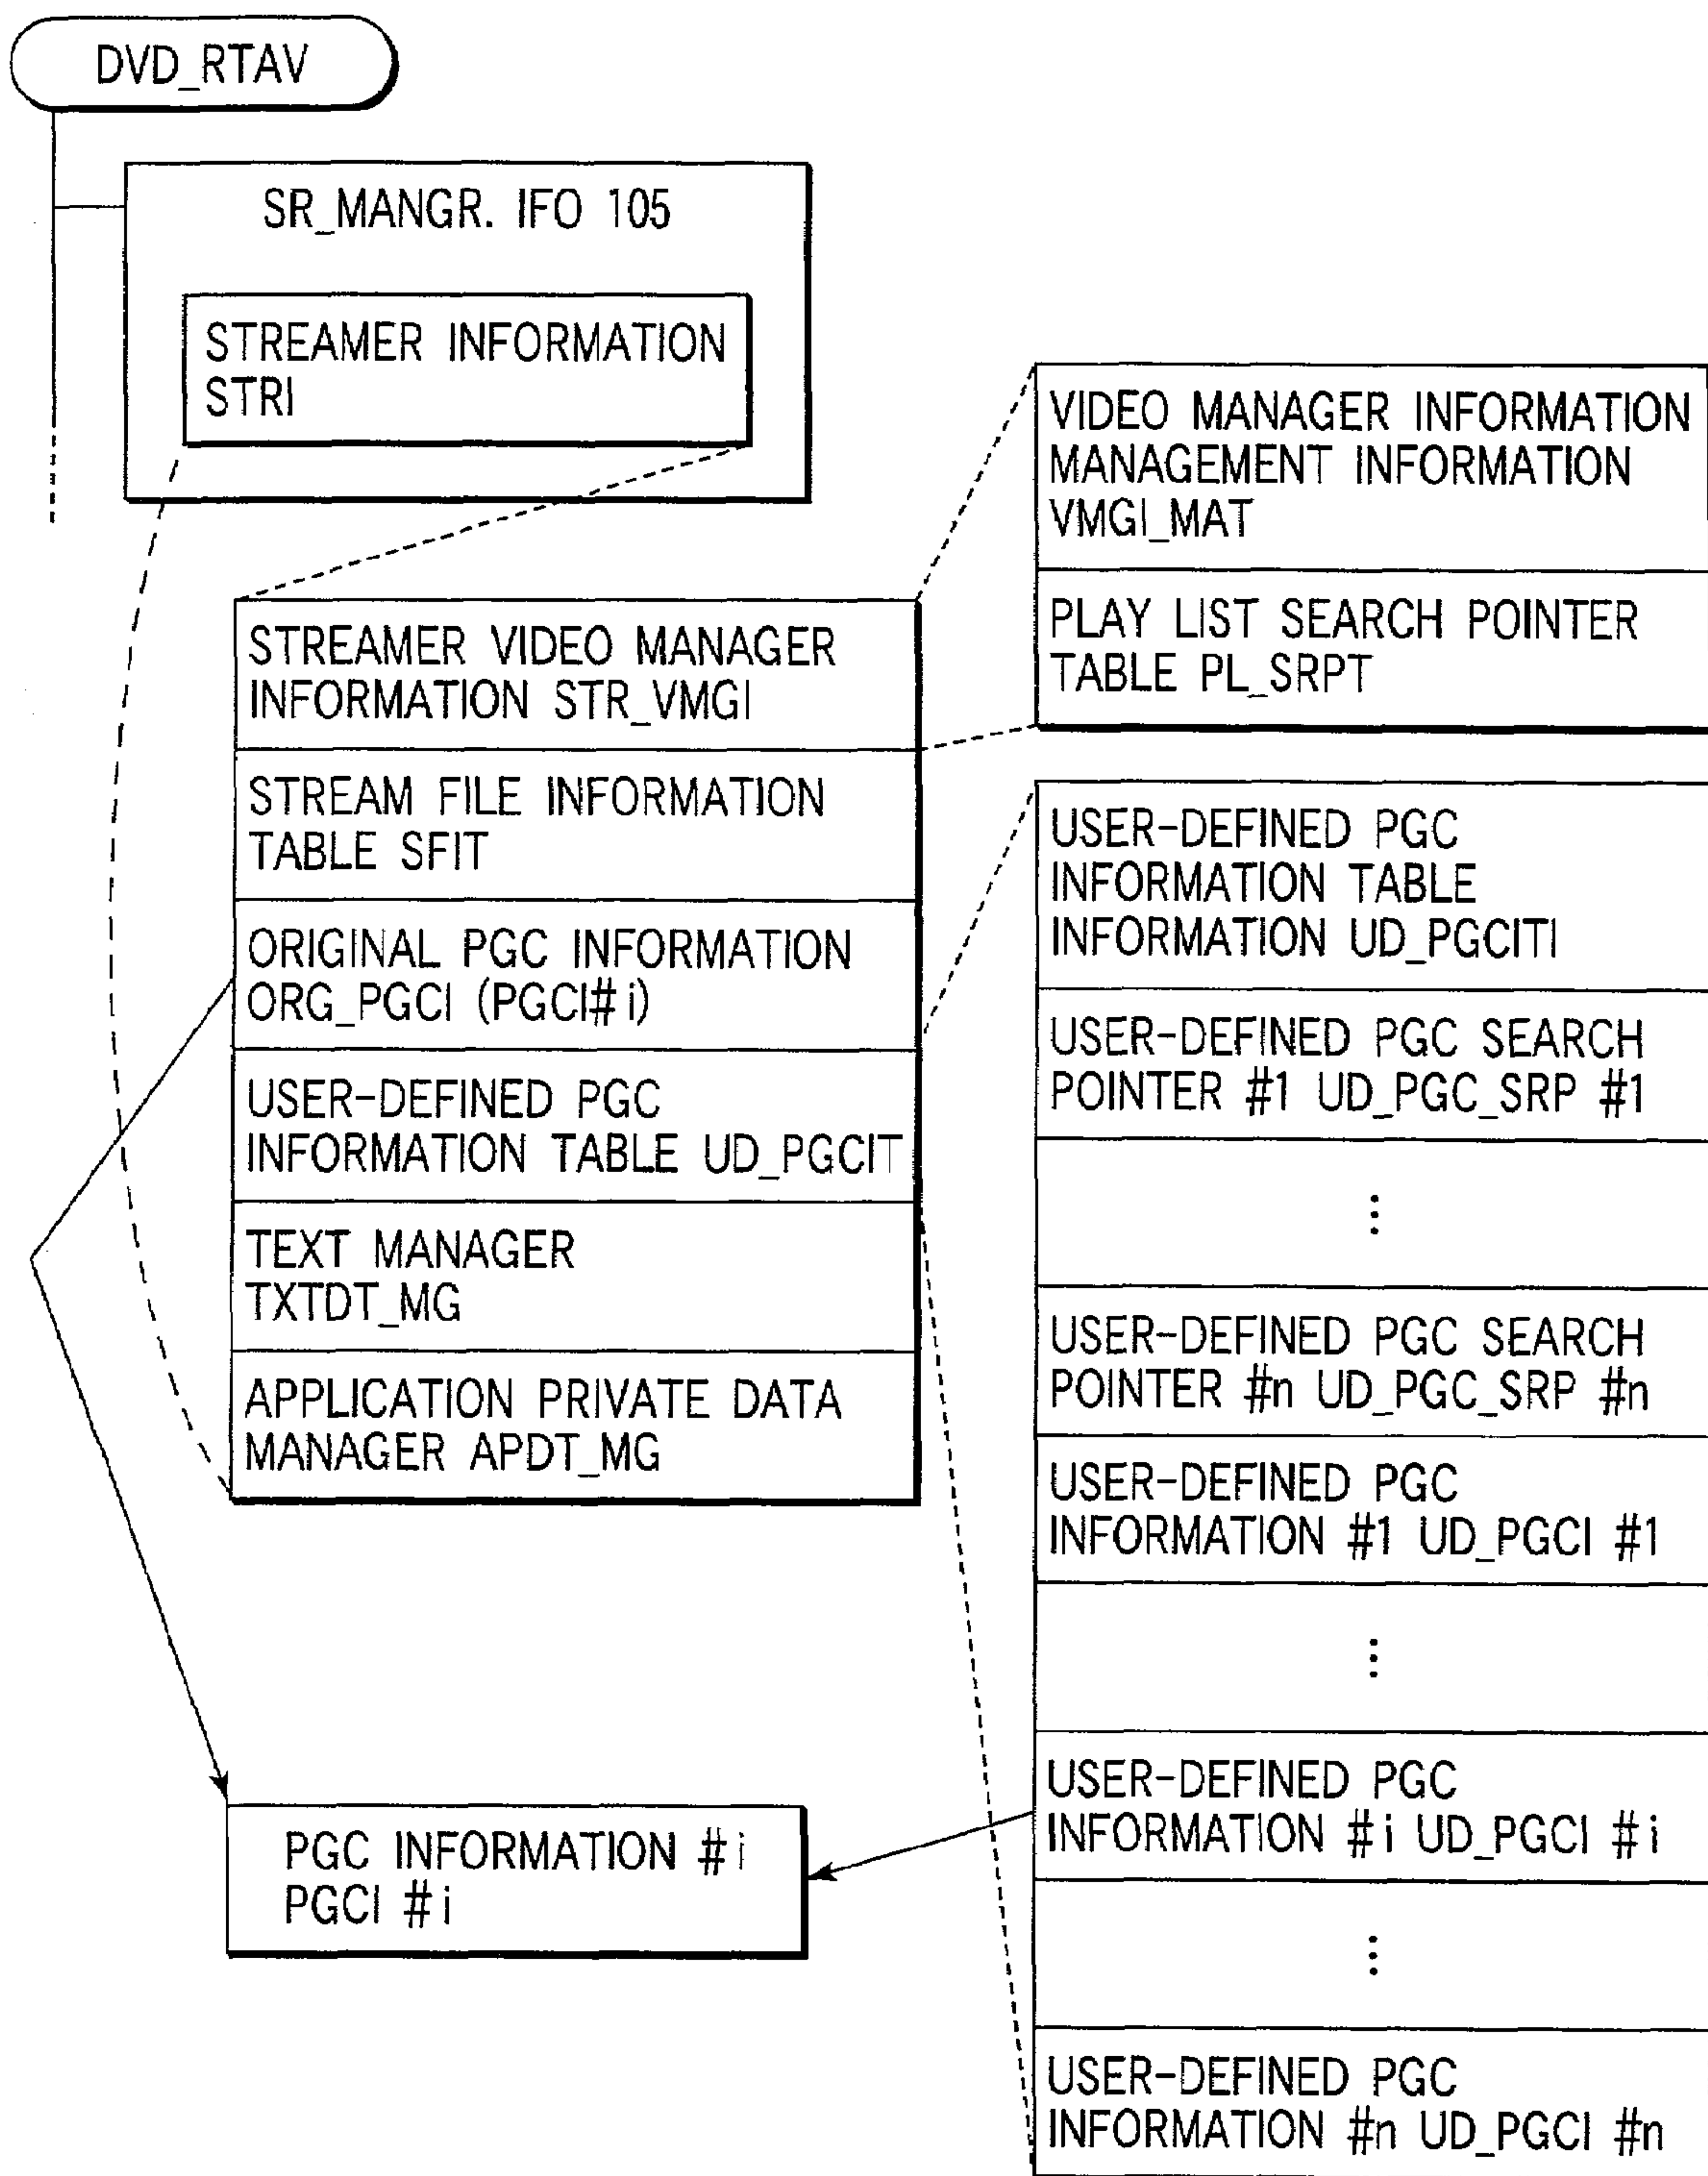 DVD_RTAV
SR_MANGR. IFO 105
STREAMER INFORMATION
STRI
STREAMER VIDEO MANAGER
INFORMATION STR_VMGI
STREAM FILE INFORMATION
TABLE SFIT
ORIGINAL PGC INFORMATION
ORG_PGCI (PGCI# i)
USER-DEFINED PGC
INFORMATION TABLE UD_PGCIT
TEXT MANAGER
TXTDT_MG
APPLICATION PRIVATE DATA
MANAGER APDT_MG
PGC INFORMATION # i
PGCI # i
VIDEO MANAGER INFORMATION
MANAGEMENT INFORMATION
VMGI_MAT
PLAY LIST SEARCH POINTER
TABLE PL_SRPT
USER-DEFINED PGC
INFORMATION TABLE
INFORMATION UD_PGCITI
USER-DEFINED PGC SEARCH
POINTER #1 UD_PGC_SRP #1
⋮
USER-DEFINED PGC SEARCH
POINTER #n UD_PGC_SRP #n
USER-DEFINED PGC
INFORMATION #1 UD_PGCI #1
⋮
USER-DEFINED PGC
INFORMATION # i UD_PGCI # i
⋮
USER-DEFINED PGC
INFORMATION #n UD_PGCI #n